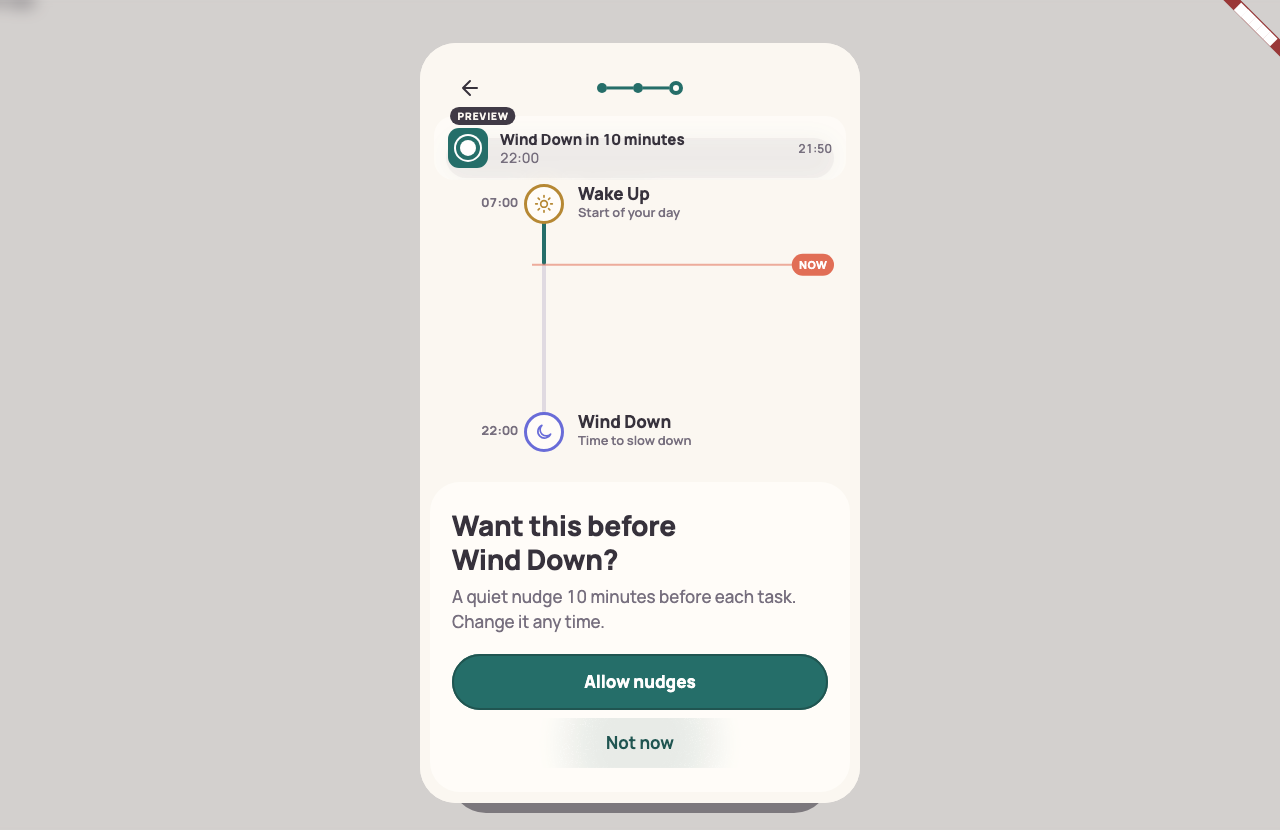 PREVIEW
Wind Down in 10 minutes
22:00
21:50
07:00
Wake Up
Start of your day
NOW
22:00
Wind Down
Time to slow down
Want this before
Wind Down?
A quiet nudge 10 minutes before each task.
Change it any time.
Allow nudges
Not now